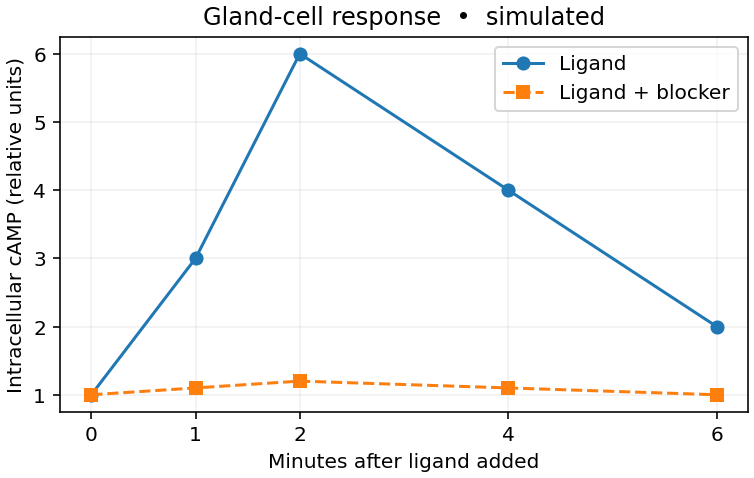 Gland-cell response • simulated
Ligand
Ligand + blocker
Intracellular cAMP (relative units)
6
5
4
3
2
1
0 1 2 4 6
Minutes after ligand added